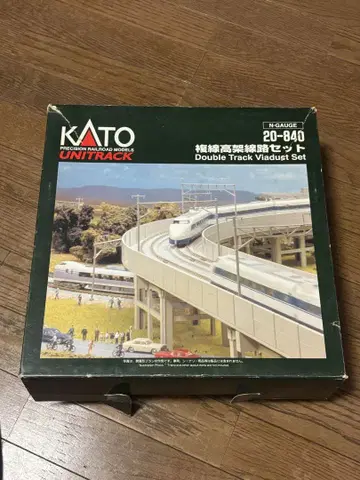 N-GAUGE
20-840
KATO
PRECISION RAILROAD MODELS
UNITRACK
複線高架線路セット
Double Track Viadust Set